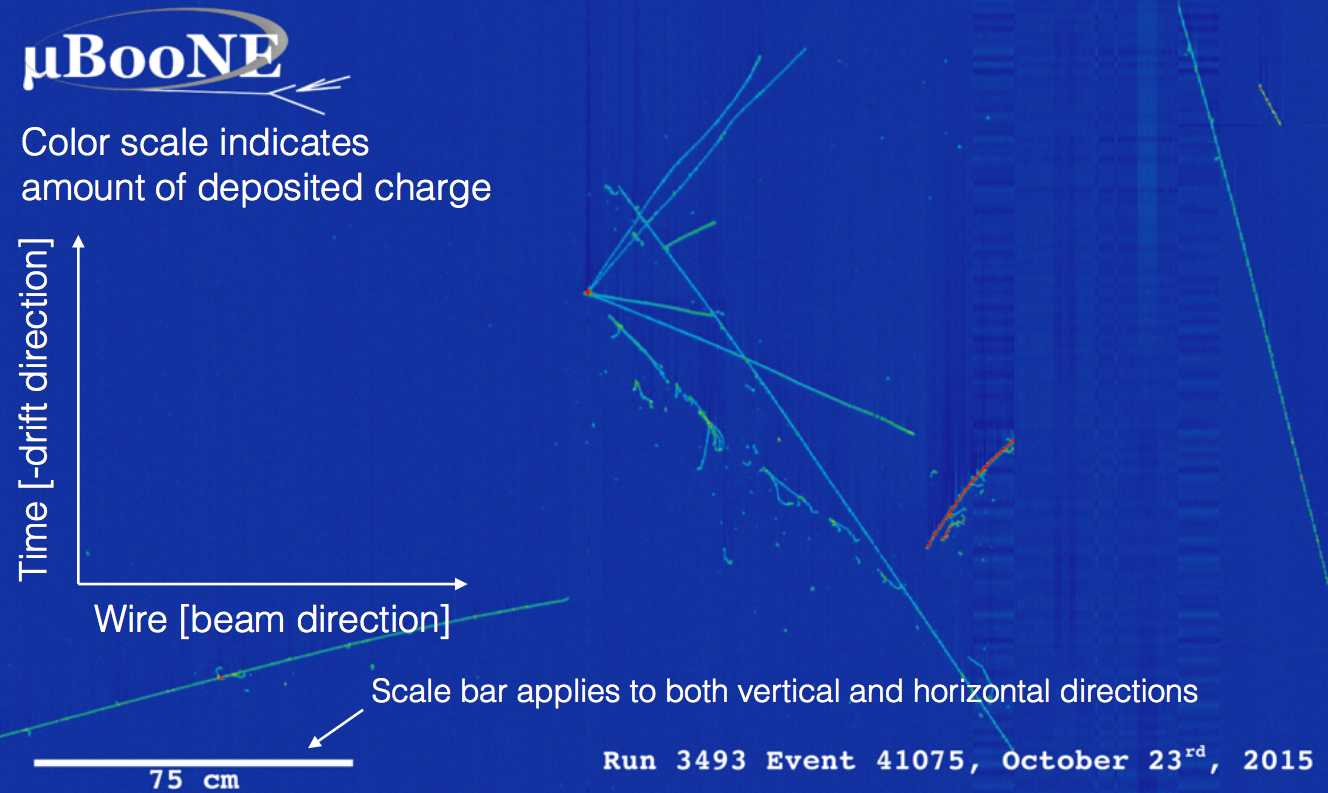 µBooNE
Color scale indicates
amount of deposited charge
Time [-drift direction]
Wire [beam direction]
Scale bar applies to both vertical and horizontal directions
75 cm
Run 3493 Event 41075, October 23rd, 2015